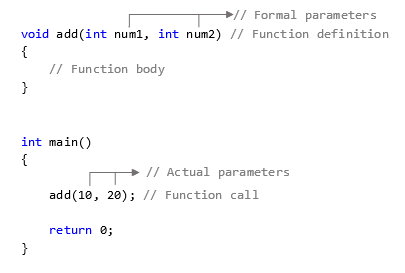 // Formal parameters
void add(int num1, int num2) // Function definition
{
    // Function body
}
int main()
{
// Actual parameters
    add(10, 20); // Function call
    return 0;
}